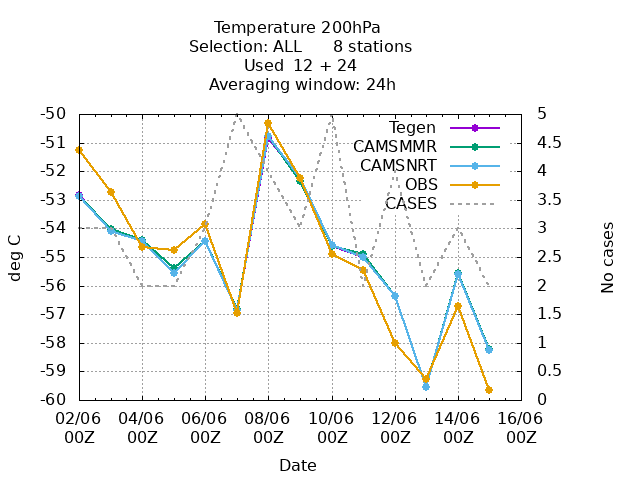 Temperature 200hPa
Selection: ALL 8 stations
Used 12 + 24
Averaging window: 24h
-50
-51
-52
-53
-54
-55
-56
-57
-58
-59
-60
deg C
Tegen
CAMSMMR
CAMSNRT
OBS
CASES
5
4.5
4
3.5
3
2.5
2
1.5
1
0.5
0
No cases
02/06 04/06 06/06 08/06 10/06 12/06 14/06 16/06
00Z 00Z 00Z 00Z 00Z 00Z 00Z 00Z
Date